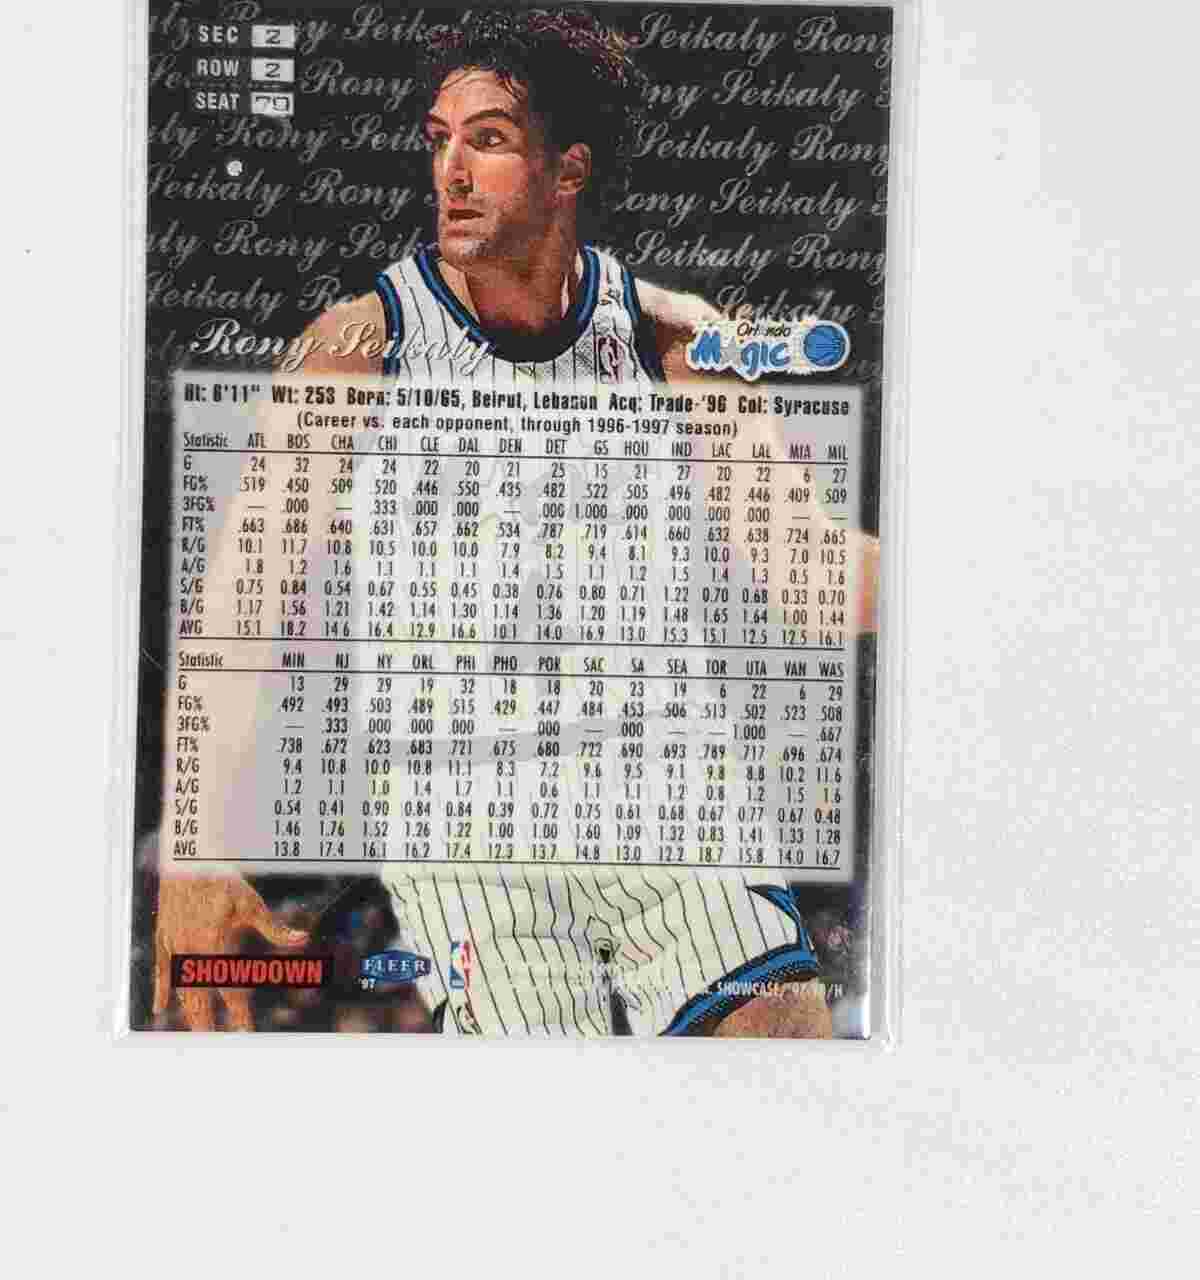 SEC 2
ROW 2
SEAT 79
Rony Seikaly
Orlando
Magic
Ht: 6'11" Wt: 253 Born: 5/10/65, Beirut, Lebanon Acq: Trade-'96 Col: Syracuse
(Career vs. each opponent, through 1996-1997 season)
Statistic ATL BOS CHA CHI CLE DAL DEN DET GS HOU IND LAC LAL MIA MIL
G 24 32 24 24 22 20 21 25 15 21 27 20 22 6 27
FG% .519 .450 .509 .520 .446 .550 .435 .482 .522 .505 .496 .482 .446 .409 .509
3FG% — .000 — .333 .000 .000 — .000 1.000 .000 .000 .000 .000 — —
FT% .663 .686 .640 .631 .657 .662 .534 .787 .719 .614 .660 .632 .638 .724 .665
R/G 10.1 11.7 10.8 10.5 10.0 10.0 7.9 8.2 9.4 8.1 9.3 10.0 9.3 7.0 10.5
A/G 1.8 1.2 1.6 1.1 1.1 1.1 1.4 1.5 1.1 1.2 1.5 1.4 1.3 0.5 1.6
S/G 0.75 0.84 0.54 0.67 0.55 0.45 0.38 0.76 0.80 0.71 1.22 0.70 0.68 0.33 0.70
B/G 1.17 1.56 1.21 1.42 1.14 1.30 1.14 1.36 1.20 1.19 1.48 1.65 1.64 1.00 1.44
AVG 15.1 18.2 14.6 16.4 12.9 16.6 10.1 14.0 16.9 13.0 15.3 15.1 12.5 12.5 16.1
Statistic MIN NJ NY ORL PHI PHO POR SAC SA SEA TOR UTA VAN WAS
G 13 29 29 19 32 18 18 20 23 19 6 22 6 29
FG% .492 .493 .503 .489 .515 .429 .447 .484 .453 .506 .513 .502 .523 .508
3FG% — .333 .000 .000 .000 — .000 — .000 — — 1.000 — .667
FT% .738 .672 .623 .683 .721 .675 .680 .722 .690 .693 .789 .717 .696 .674
R/G 9.4 10.8 10.0 10.8 11.1 8.3 7.2 9.6 9.5 9.1 9.8 8.8 10.2 11.6
A/G 1.2 1.1 1.0 1.4 1.7 1.1 0.6 1.1 1.1 1.2 0.8 1.2 1.5 1.6
S/G 0.54 0.41 0.90 0.84 0.84 0.39 0.72 0.75 0.61 0.68 0.67 0.77 0.67 0.48
B/G 1.46 1.76 1.52 1.26 1.22 1.00 1.00 1.60 1.09 1.32 0.83 1.41 1.33 1.28
AVG 13.8 17.4 16.1 16.2 17.4 12.3 13.7 14.8 13.0 12.2 18.7 15.8 14.0 16.7
SHOWDOWN
FLEER
'97
SHOWCASE/